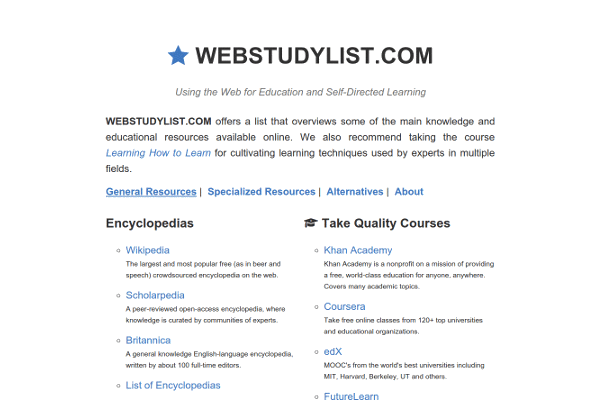 WEBSTUDYLIST.COM
Using the Web for Education and Self-Directed Learning
WEBSTUDYLIST.COM offers a list that overviews some of the main knowledge and
educational resources available online. We also recommend taking the course
Learning How to Learn for cultivating learning techniques used by experts in multiple
fields.
General Resources | Specialized Resources | Alternatives | About
Encyclopedias
Wikipedia
The largest and most popular free (as in beer and
speech) crowdsourced encyclopedia on the web.
Scholarpedia
A peer-reviewed open-access encyclopedia, where
knowledge is curated by communities of experts.
Britannica
A general knowledge English-language encyclopedia,
written by about 100 full-time editors.
List of Encyclopedias
Take Quality Courses
Khan Academy
Khan Academy is a nonprofit on a mission of providing
a free, world-class education for anyone, anywhere.
Covers many academic topics.
Coursera
Take free online classes from 120+ top universities
and educational organizations.
edX
MOOC's from the world's best universities including
MIT, Harvard, Berkeley, UT and others.
FutureLearn